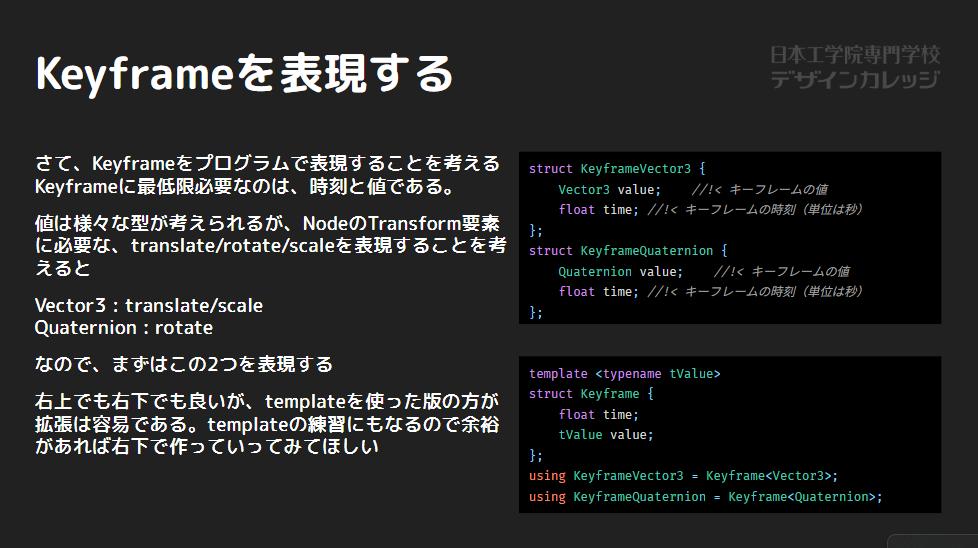 Keyframeを表現する
日本工学院専門学校
デザインカレッジ
さて、Keyframeをプログラムで表現することを考える
Keyframeに最低限必要なのは、時刻と値である。
値は様々な型が考えられるが、NodeのTransform要素
に必要な、translate/rotate/scaleを表現することを考
えると
Vector3：translate/scale
Quaternion：rotate
なので、まずはこの2つを表現する
右上でも右下でも良いが、templateを使った版の方が
拡張は容易である。templateの練習にもなるので余裕
があれば右下で作っていってみてほしい
struct KeyframeVector3 {
    Vector3 value;    //!< キーフレームの値
    float time; //!< キーフレームの時刻（単位は秒）
};
struct KeyframeQuaternion {
    Quaternion value;    //!< キーフレームの値
    float time; //!< キーフレームの時刻（単位は秒）
};
template <typename tValue>
struct Keyframe {
    float time;
    tValue value;
};
using KeyframeVector3 = Keyframe<Vector3>;
using KeyframeQuaternion = Keyframe<Quaternion>;